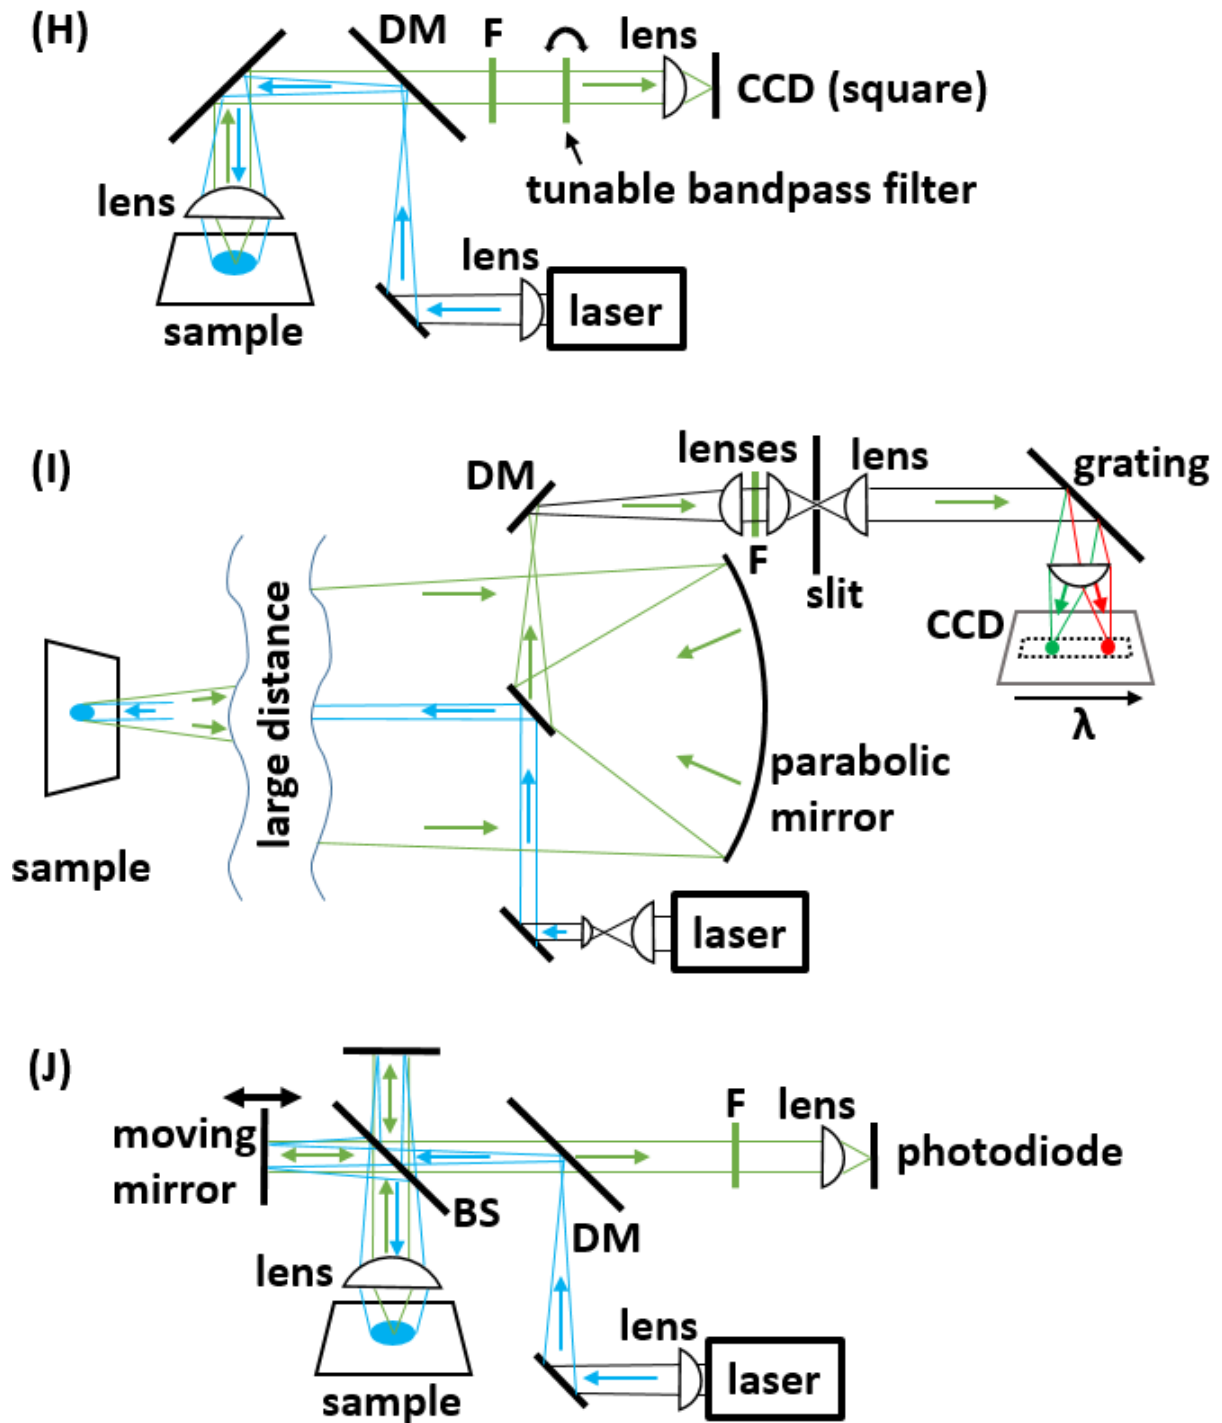 (H)
DM
F
lens
CCD (square)
tunable bandpass filter
lens
lens
laser
sample
(I)
lenses
lens
DM
grating
F
slit
CCD
λ
large distance
parabolic
mirror
sample
laser
(J)
F
lens
moving
mirror
photodiode
BS
DM
lens
lens
laser
sample